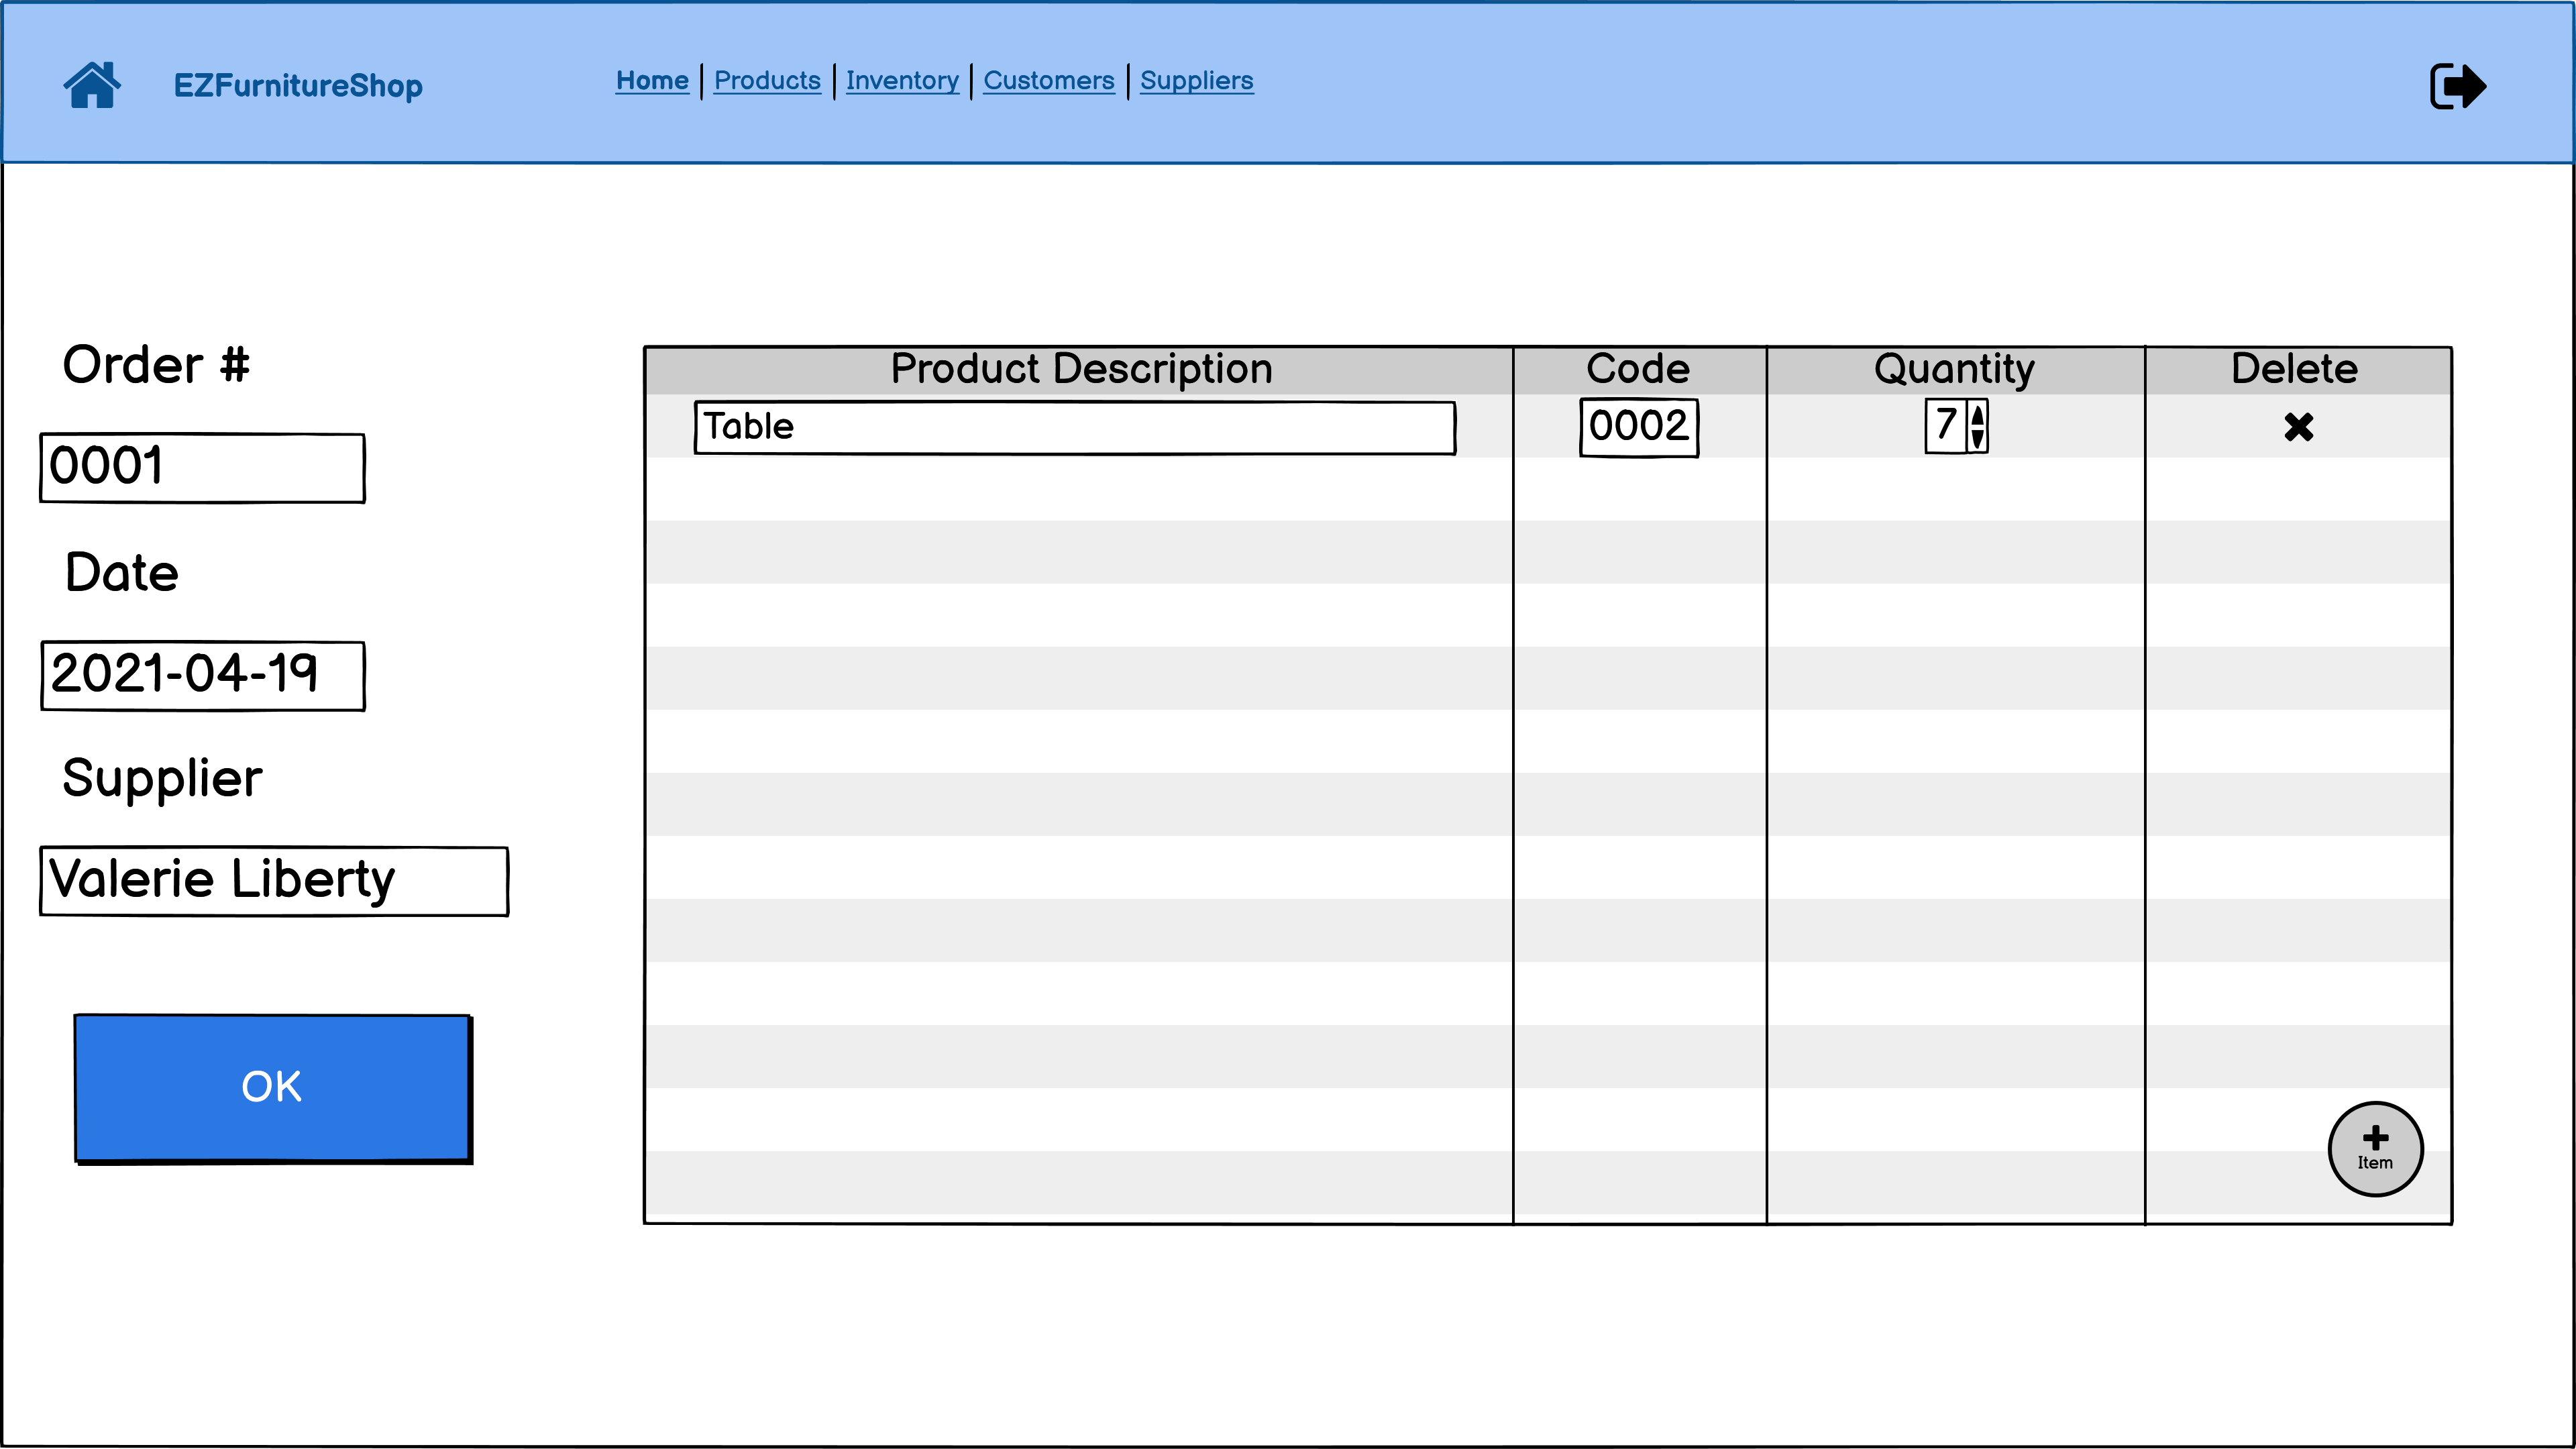 EZFurnitureShop
Home | Products | Inventory | Customers | Suppliers
Order #
0001
Date
2021-04-19
Supplier
Valerie Liberty
OK
Product Description Code Quantity Delete
Table 0002 7
Item